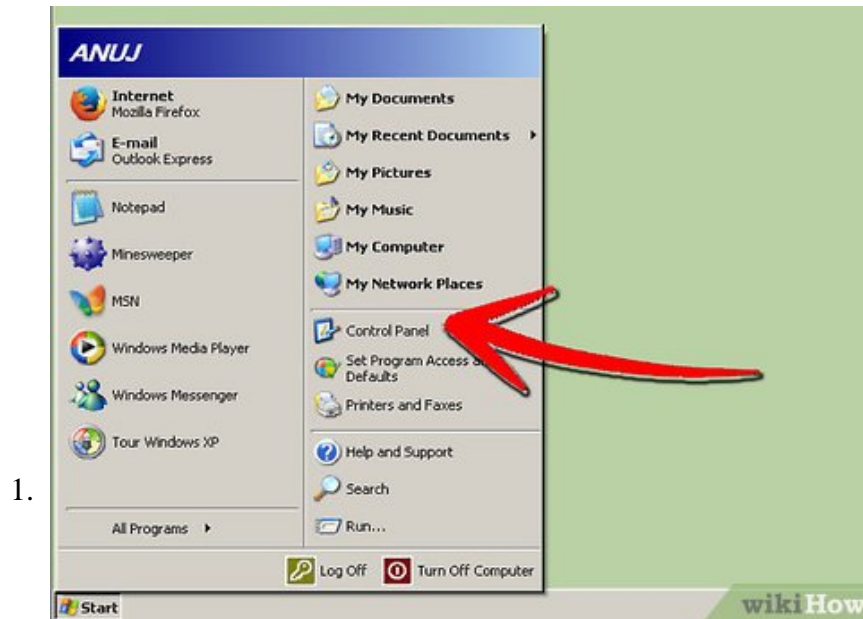 ANUJ
Internet
Mozilla Firefox
E-mail
Outlook Express
Notepad
Minesweeper
MSN
Windows Media Player
Windows Messenger
Tour Windows XP
All Programs
My Documents
My Recent Documents
My Pictures
My Music
My Computer
My Network Places
Control Panel
Set Program Access
Defaults
Printers and Faxes
Help and Support
Search
Run...
Log Off
Turn Off Computer
1.
Start
wikiHow